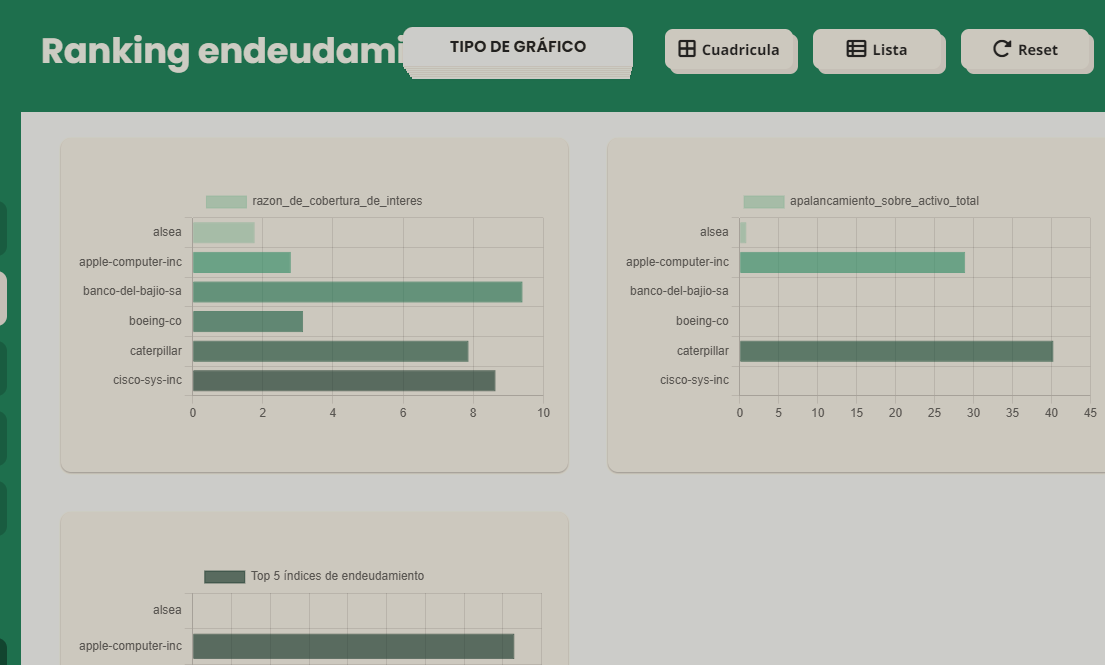 Ranking endeudami
TIPO DE GRÁFICO
Cuadricula
Lista
Reset
razon_de_cobertura_de_interes
alsea
apple-computer-inc
banco-del-bajio-sa
boeing-co
caterpillar
cisco-sys-inc
0 2 4 6 8 10
apalancamiento_sobre_activo_total
alsea
apple-computer-inc
banco-del-bajio-sa
boeing-co
caterpillar
cisco-sys-inc
0 5 10 15 20 25 30 35 40 45
Top 5 índices de endeudamiento
alsea
apple-computer-inc